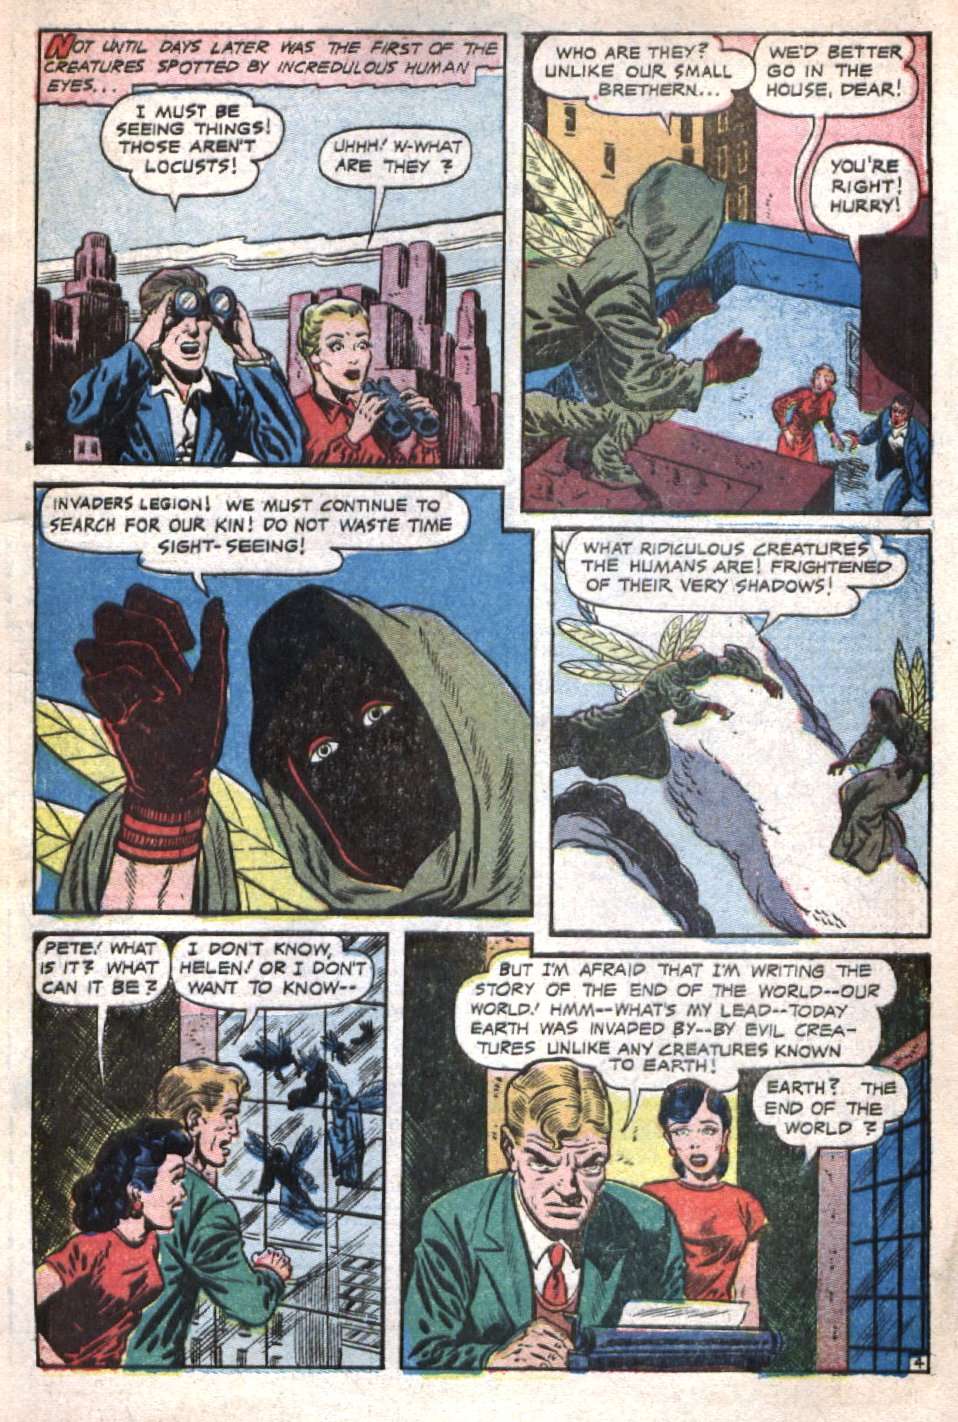 NOT UNTIL DAYS LATER WAS THE FIRST OF THE
CREATURES SPOTTED BY INCREDULOUS HUMAN
EYES...
I MUST BE
SEEING THINGS!
THOSE AREN'T
LOCUSTS!
UHHH! W-WHAT
ARE THEY?
WHO ARE THEY?
UNLIKE OUR SMALL
BRETHERN...
WE'D BETTER
GO IN THE
HOUSE, DEAR!
YOU'RE
RIGHT!
HURRY!
INVADERS LEGION! WE MUST CONTINUE TO
SEARCH FOR OUR KIN! DO NOT WASTE TIME
SIGHT-SEEING!
WHAT RIDICULOUS CREATURES
THE HUMANS ARE! FRIGHTENED
OF THEIR VERY SHADOWS!
PETE! WHAT
IS IT? WHAT
CAN IT BE?
I DON'T KNOW,
HELEN! OR I DON'T
WANT TO KNOW--
BUT I'M AFRAID THAT I'M WRITING THE
STORY OF THE END OF THE WORLD--OUR
WORLD! HMM--WHAT'S MY LEAD--TODAY
EARTH WAS INVADED BY--BY EVIL CREA-
TURES UNLIKE ANY CREATURES KNOWN
TO EARTH!
EARTH? THE
END OF THE
WORLD?
4